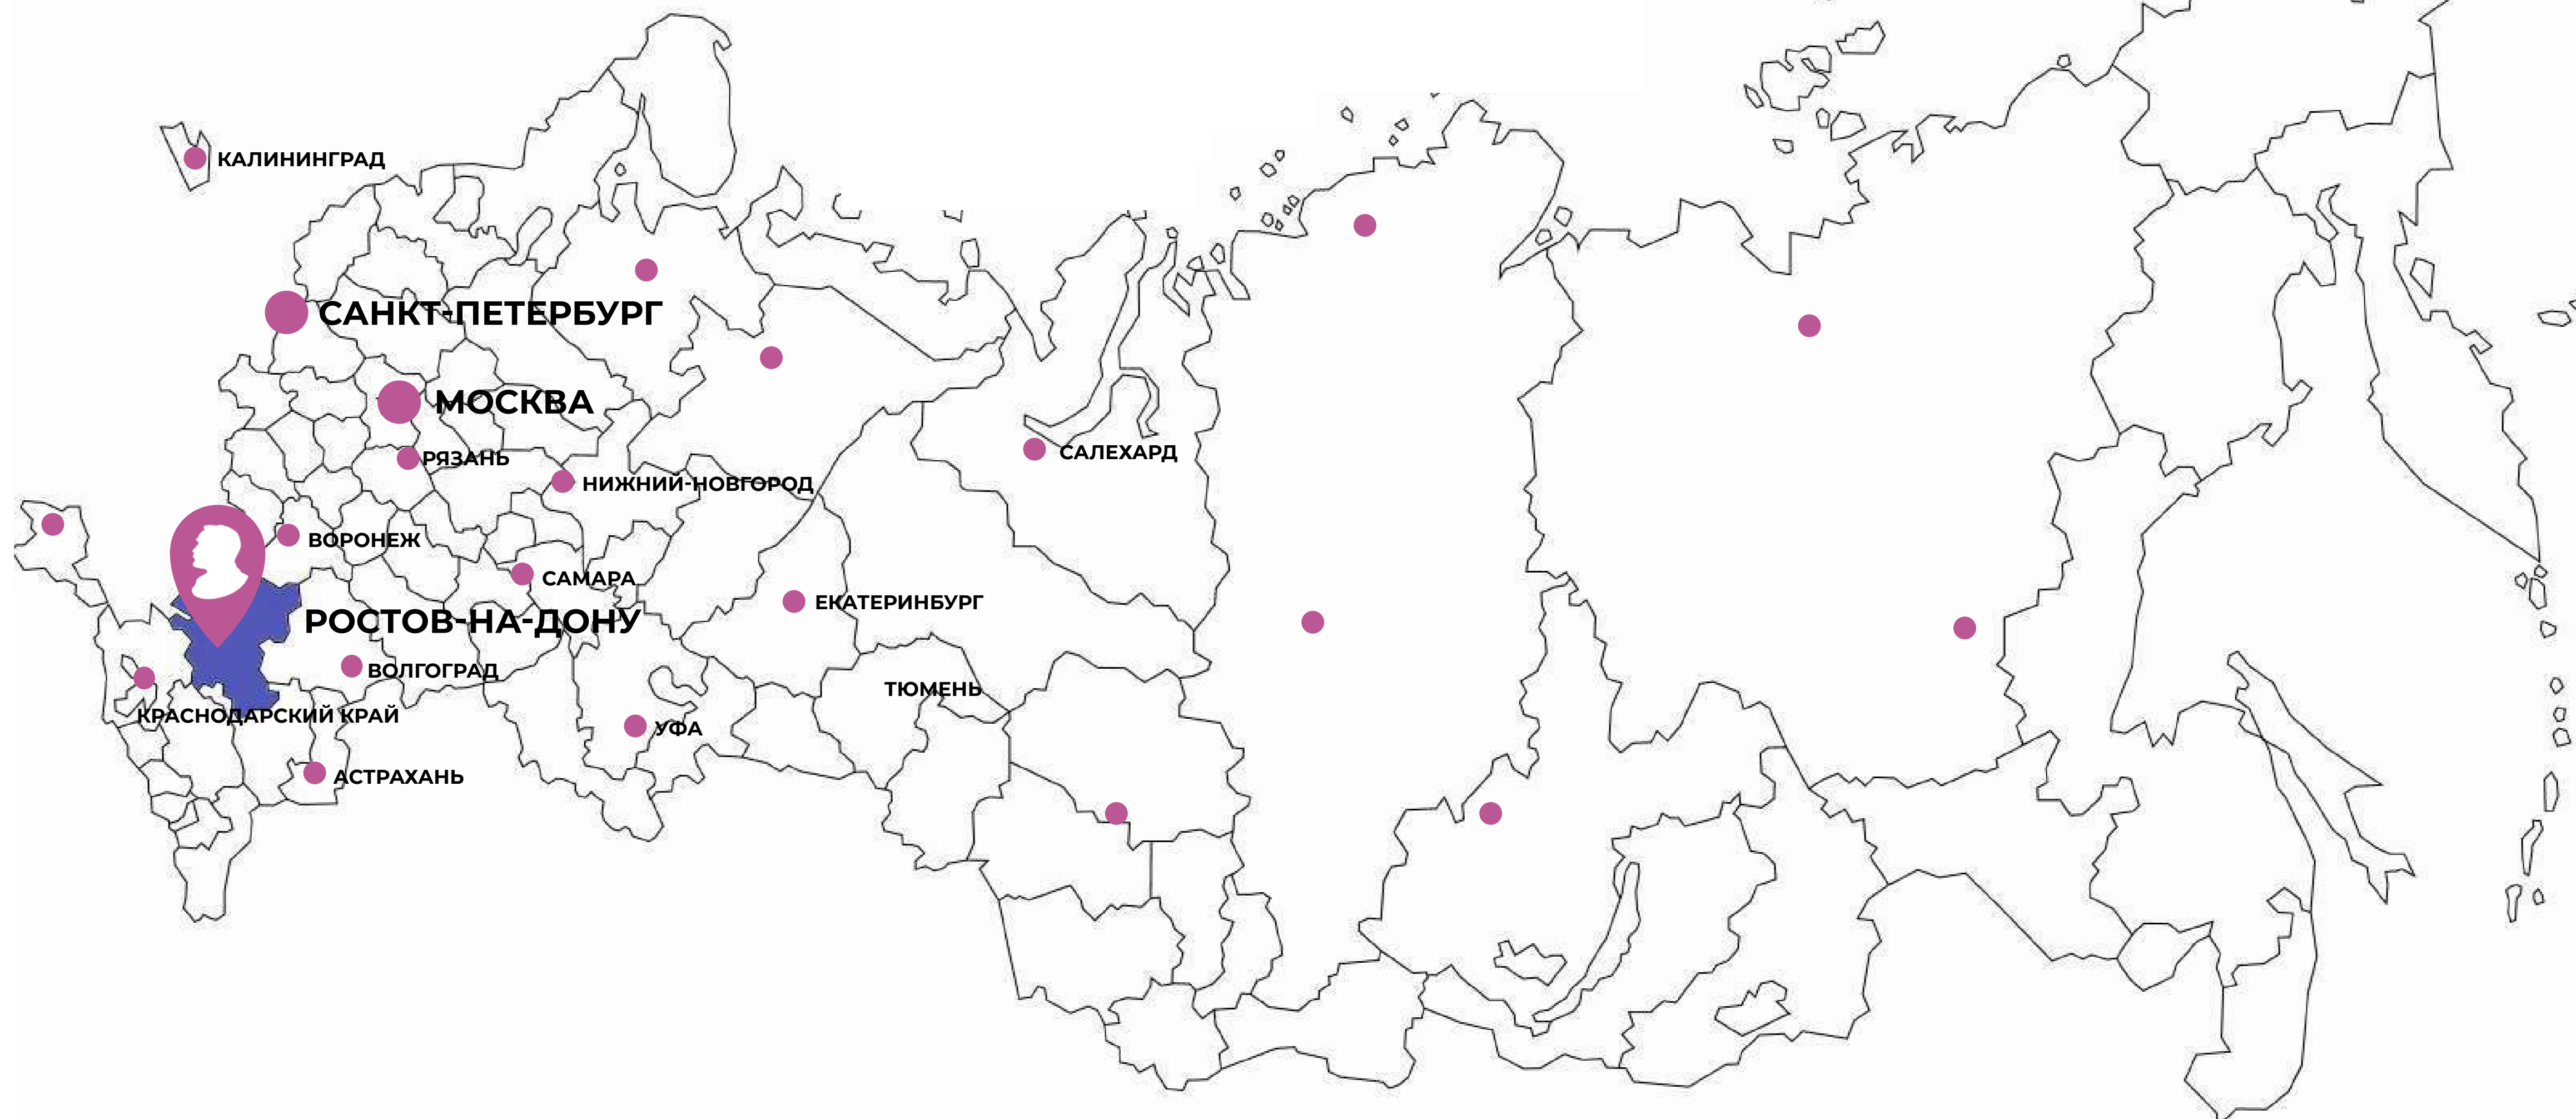 КАЛИНИНГРАД
САНКТ-ПЕТЕРБУРГ
МОСКВА
САЛЕХАРД
РЯЗАНЬ
НИЖНИЙ-НОВГОРОД
ВОРОНЕЖ
САМАРА
ЕКАТЕРИНБУРГ
РОСТОВ-НА-ДОНУ
ВОЛГОГРАД
ТЮМЕНЬ
КРАСНОДАРСКИЙ КРАЙ
УФА
АСТРАХАНЬ